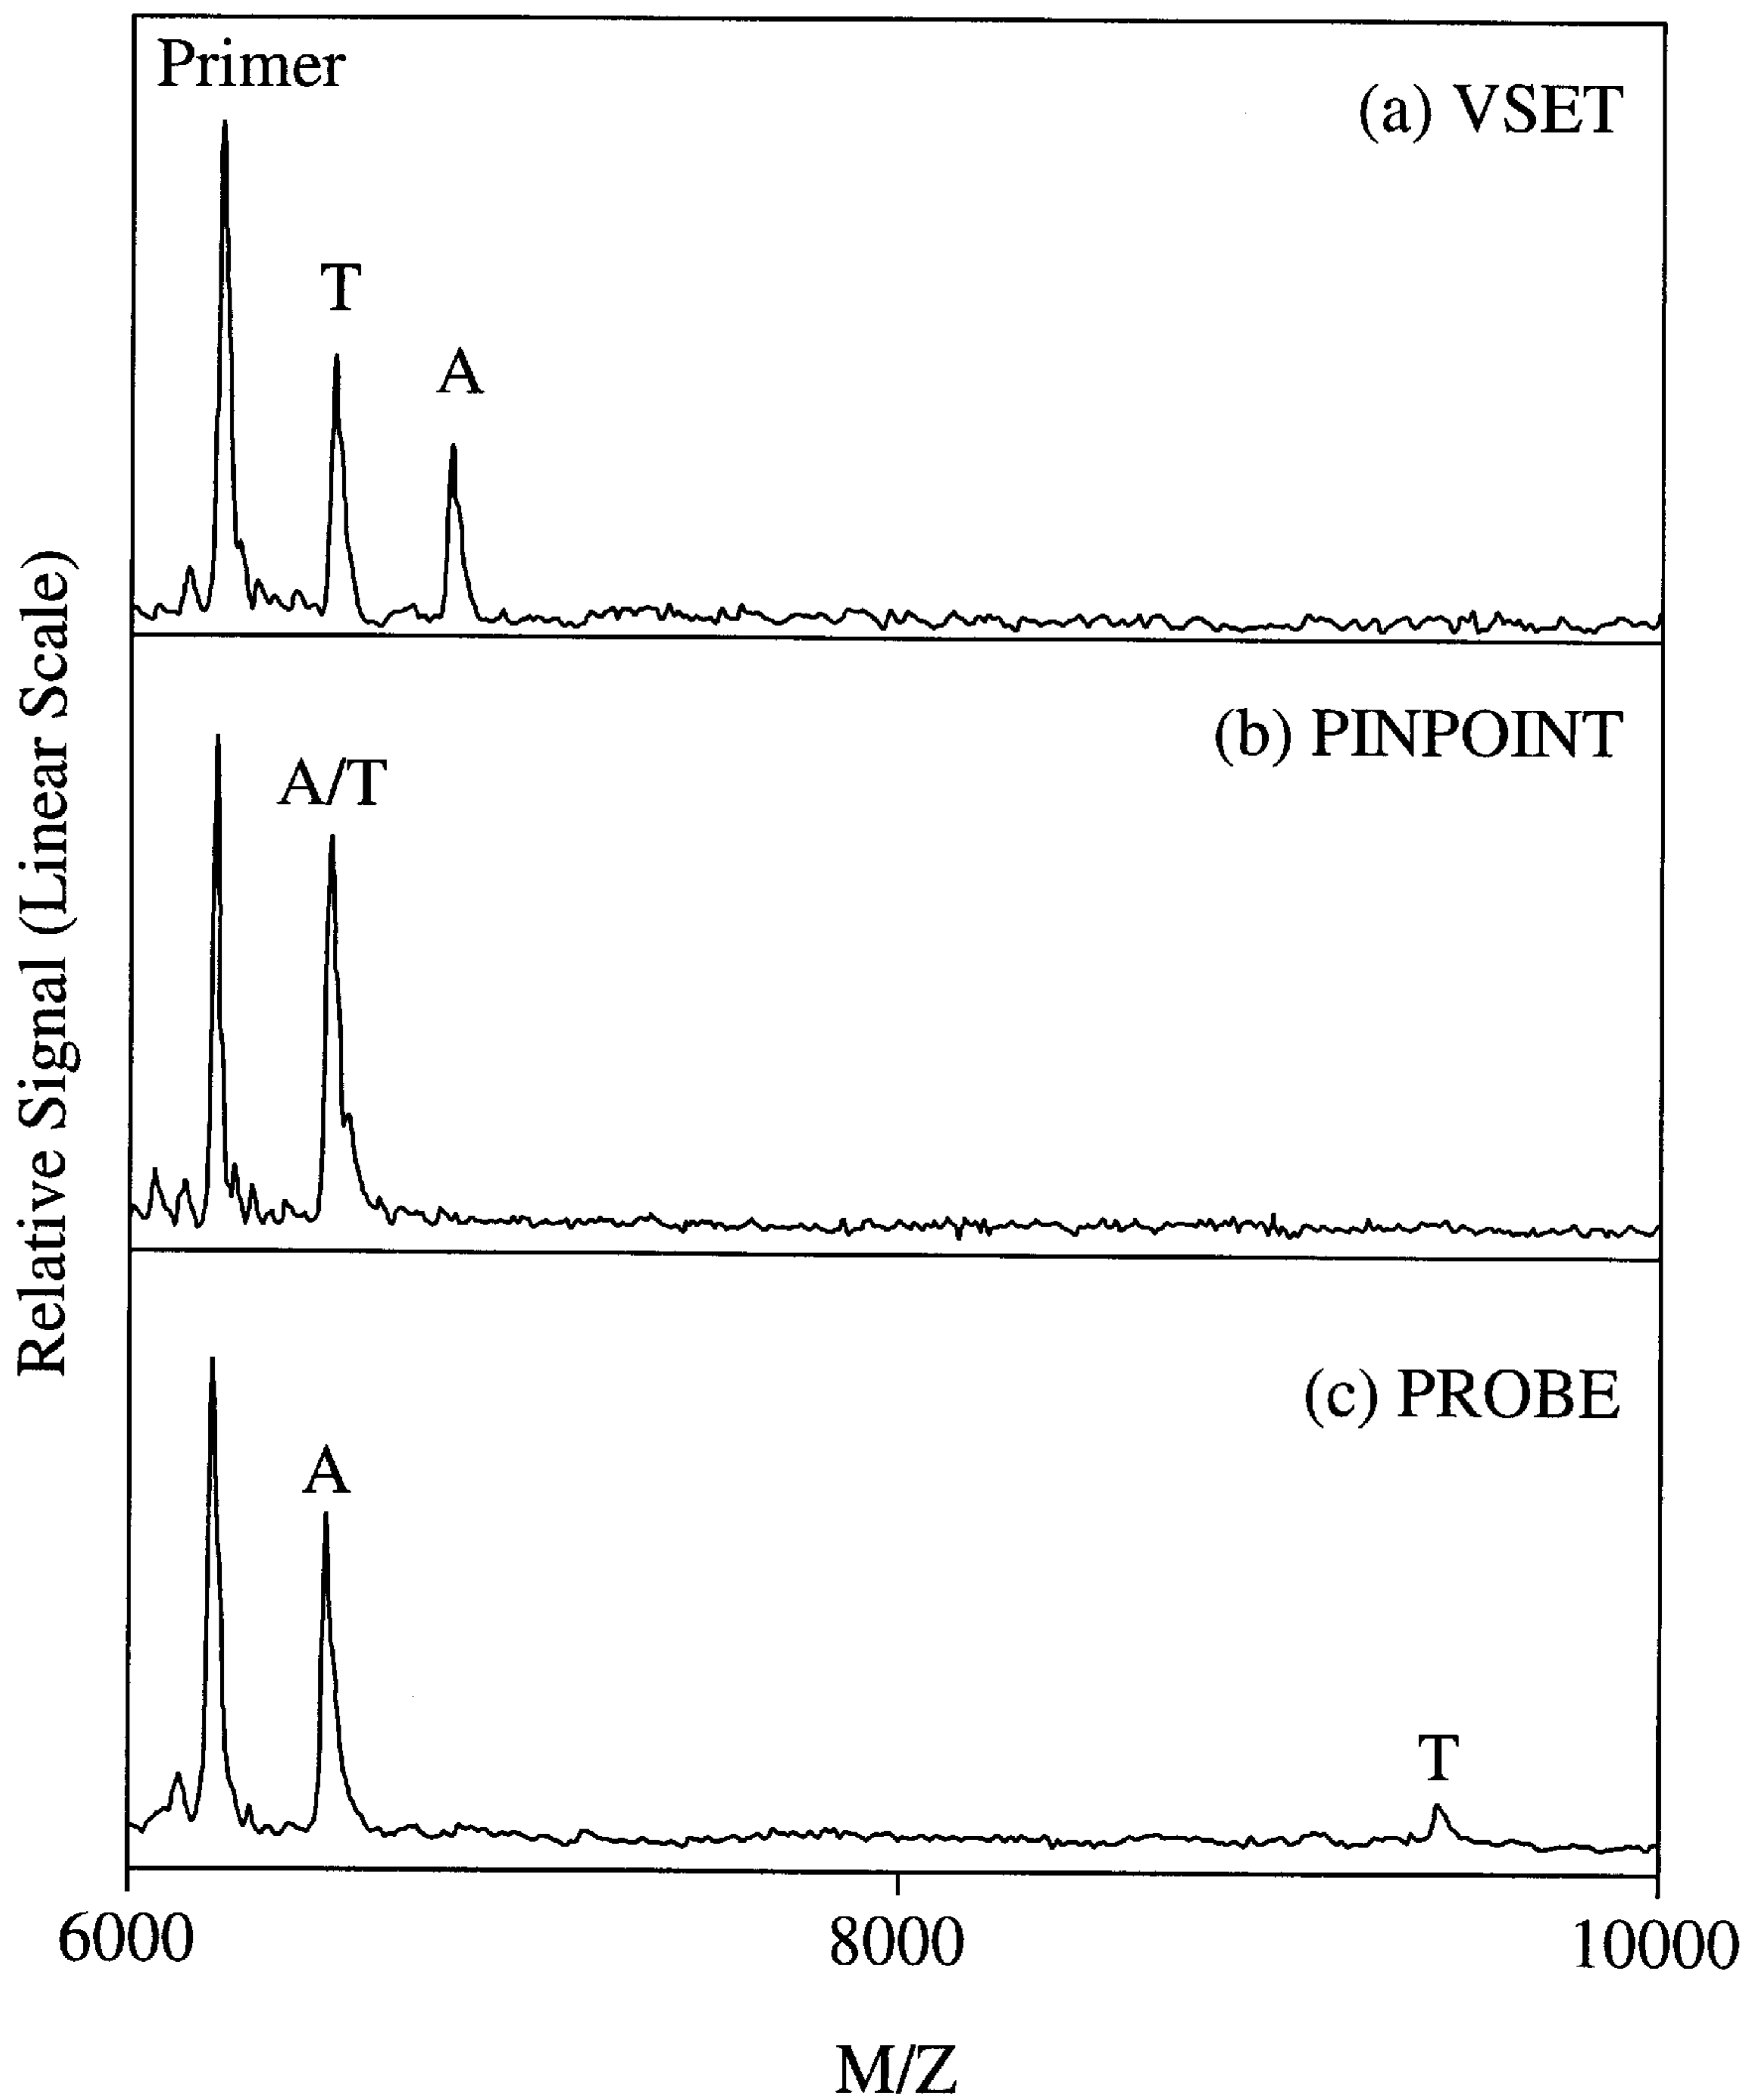 Primer
(a) VSET
T
A
(b) PINPOINT
A/T
(c) PROBE
A
T
Relative Signal (Linear Scale)
6000
8000
10000
M/Z